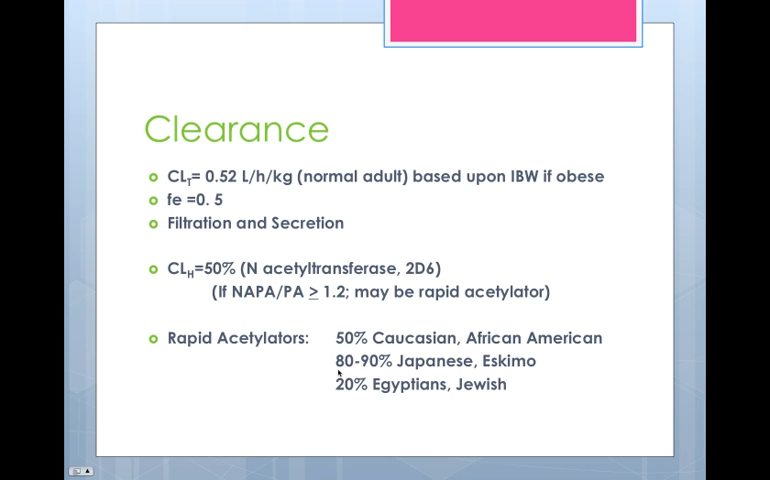 Clearance
CLT= 0.52 L/h/kg (normal adult) based upon IBW if obese
fe =0. 5
Filtration and Secretion
CLH=50% (N acetyltransferase, 2D6)
(If NAPA/PA ≥ 1.2; may be rapid acetylator)
Rapid Acetylators: 50% Caucasian, African American
80-90% Japanese, Eskimo
20% Egyptians, Jewish